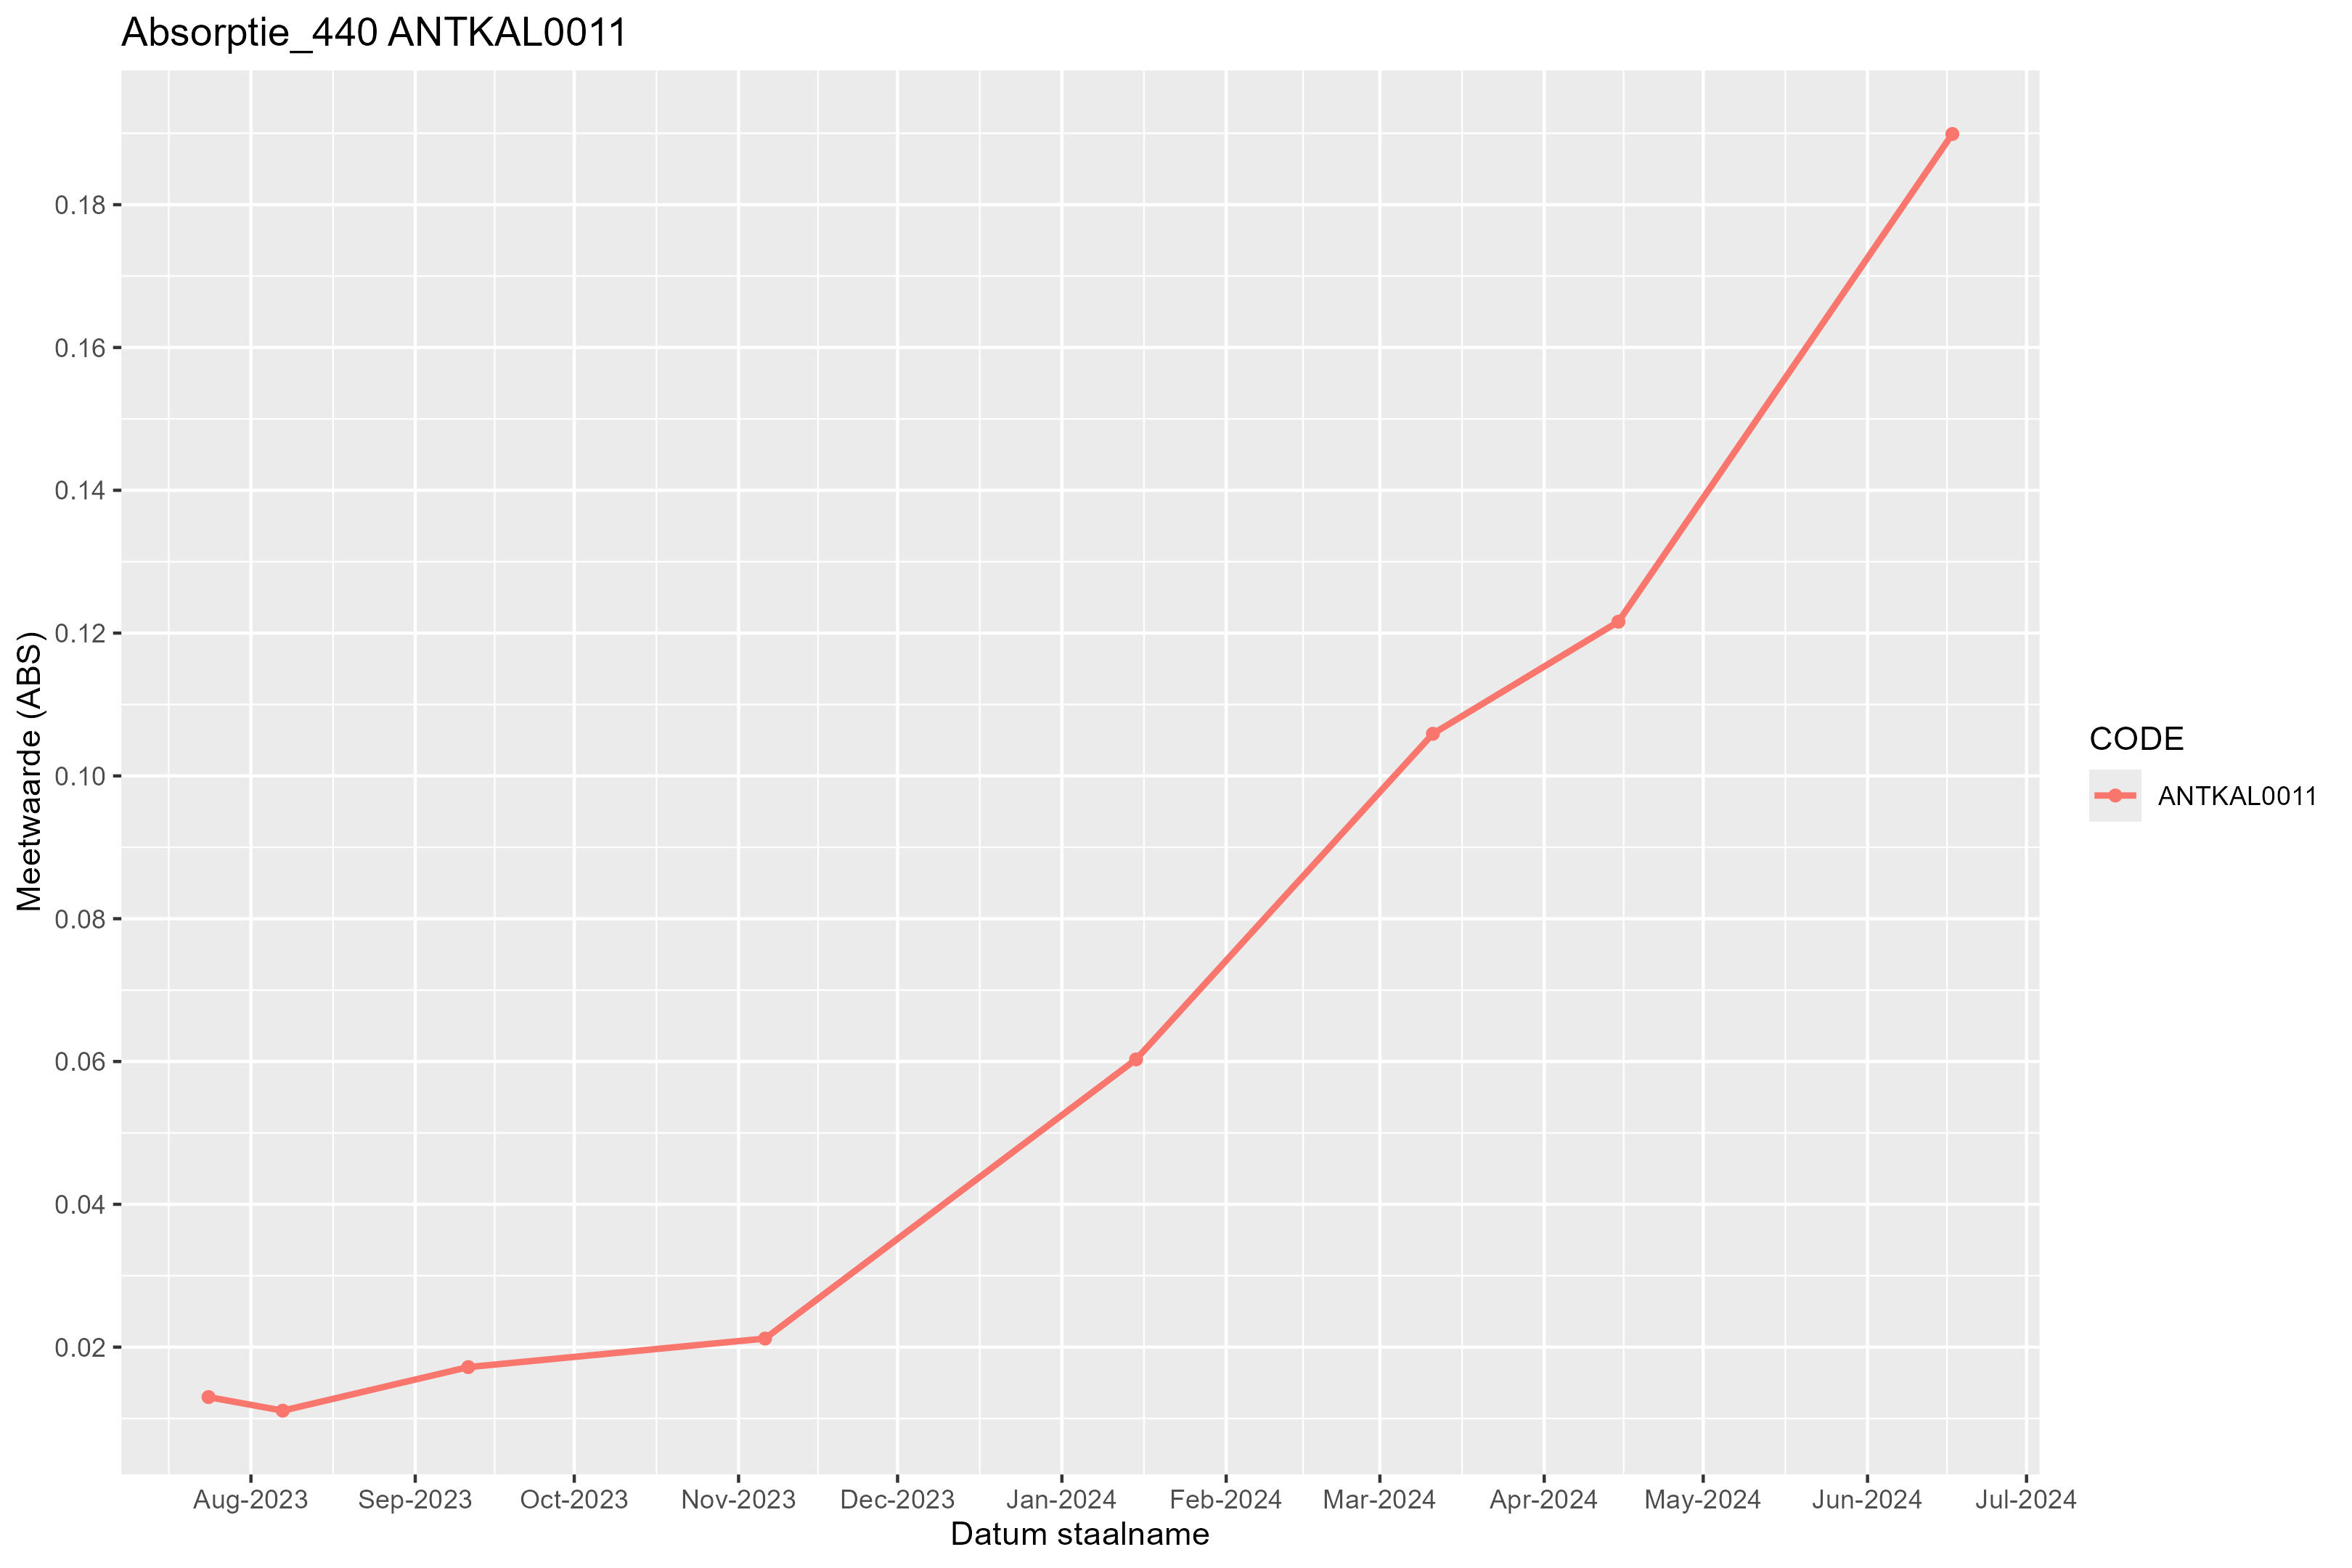 Absorptie_440 ANTKAL0011
Meetwaarde (ABS)
0.18
0.16
0.14
0.12
0.10
0.08
0.06
0.04
0.02
Aug-2023 Sep-2023 Oct-2023 Nov-2023 Dec-2023 Jan-2024 Feb-2024 Mar-2024 Apr-2024 May-2024 Jun-2024 Jul-2024
Datum staalname
CODE
ANTKAL0011